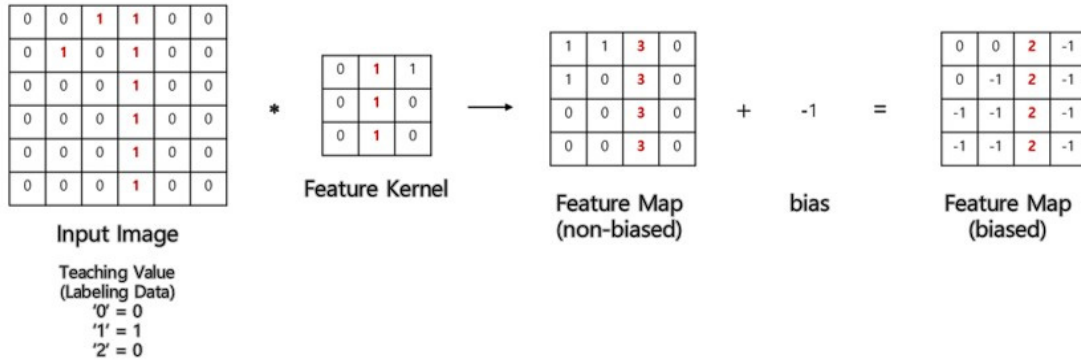 0 0 1 1 0 0
0 1 0 1 0 0
0 0 0 1 0 0
0 0 0 1 0 0
0 0 0 1 0 0
0 0 0 1 0 0
Input Image
Teaching Value
(Labeling Data)
'0' = 0
'1' = 1
'2' = 0
*
0 1 1
0 1 0
0 1 0
Feature Kernel
1 1 3 0
1 0 3 0
0 0 3 0
0 0 3 0
Feature Map
(non-biased)
+
-1
bias
=
0 0 2 -1
0 -1 2 -1
-1 -1 2 -1
-1 -1 2 -1
Feature Map
(biased)